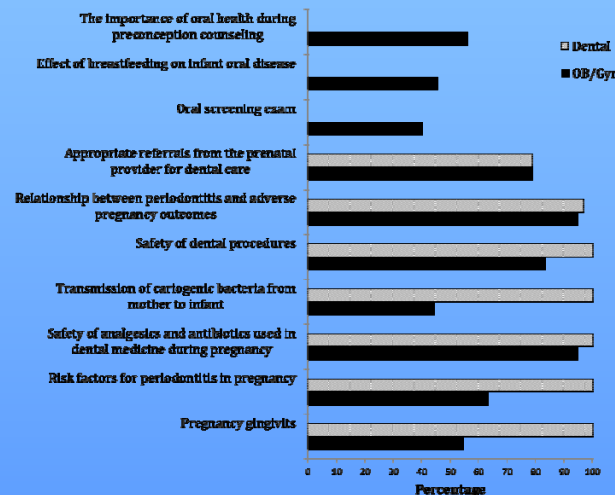 The importance of oral health during
preconception counseling
Effect of breastfeeding on infant oral disease
Oral screening exam
Appropriate referrals from the prenatal
provider for dental care
Relationship between periodontitis and adverse
pregnancy outcomes
Safety of dental procedures
Transmission of cariogenic bacteria from
mother to infant
Safety of analgesics and antibiotics used in
dental medicine during pregnancy
Risk factors for periodontitis in pregnancy
Pregnancy gingivits
Dental
OB/Gyn
0 10 20 30 40 50 60 70 80 90 100
Percentage